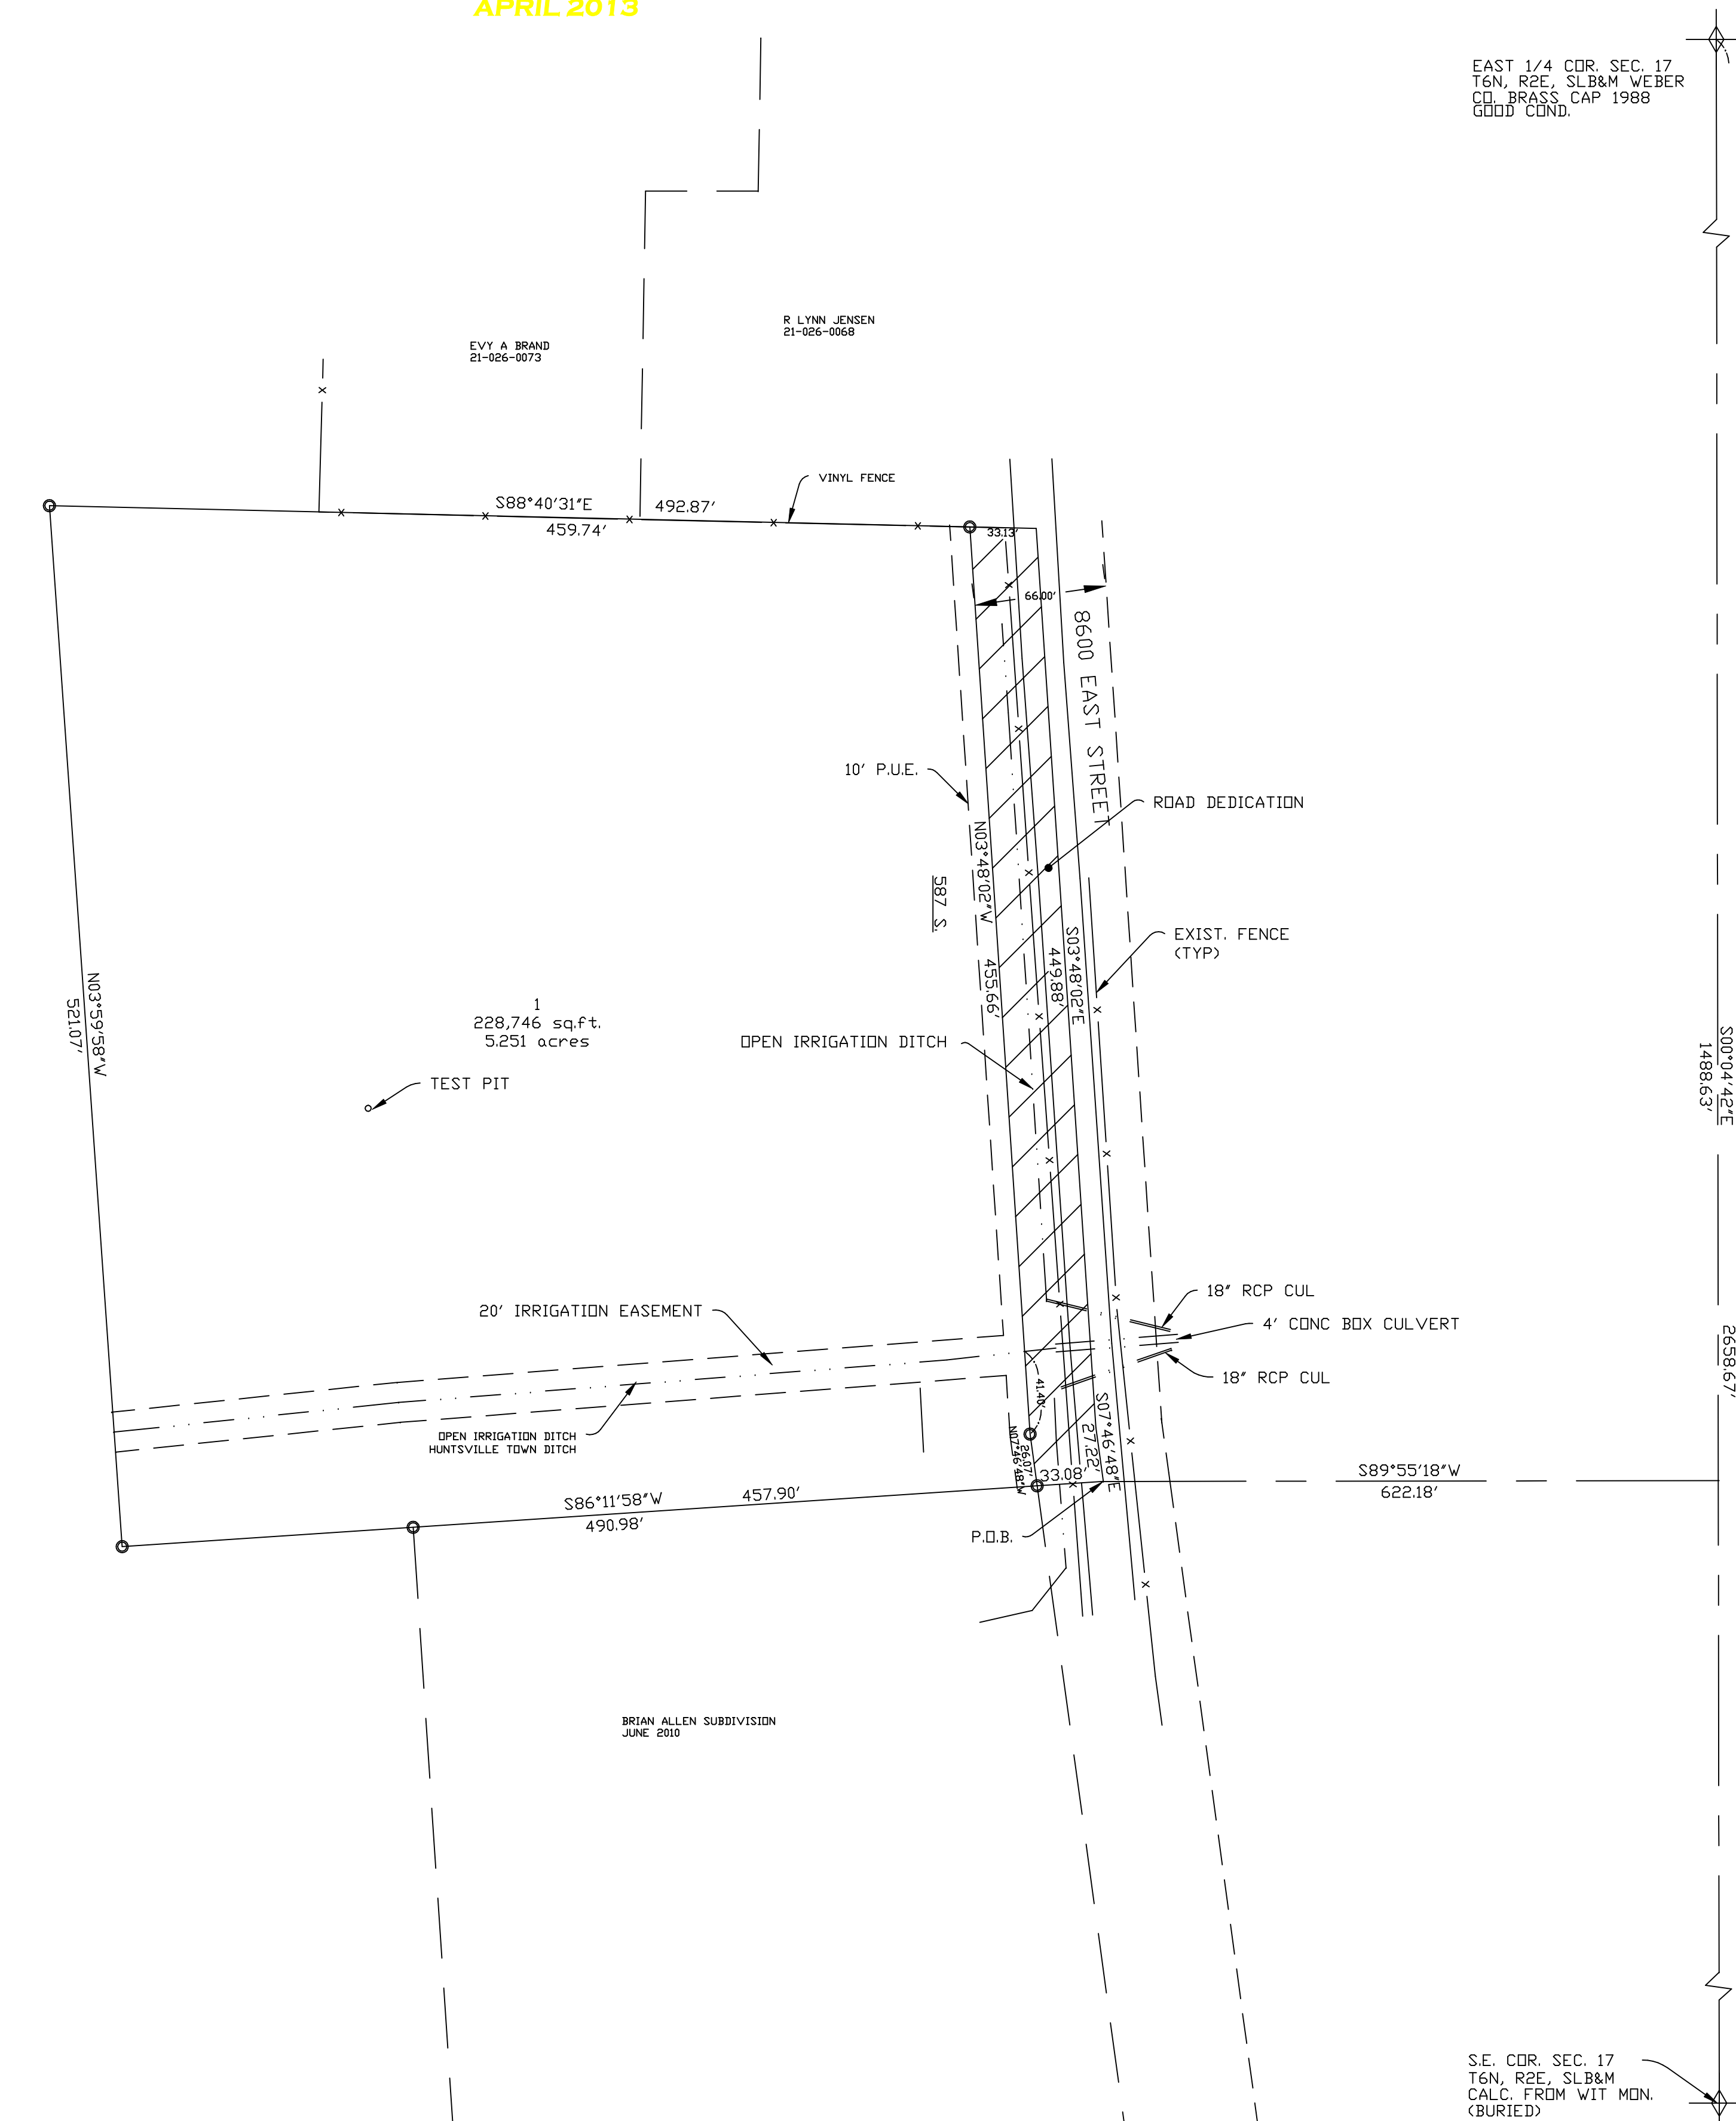 APRIL 2013
EAST 1/4 COR. SEC. 17
T6N, R2E, SLB&M WEBER
CO. BRASS CAP 1988
GOOD COND.
R LYNN JENSEN
21-026-0068
EVY A BRAND
21-026-0073
VINYL FENCE
S88°40'31"E
492.87'
459.74'
33.13'
66.00'
8600 EAST STREET
10' P.U.E.
ROAD DEDICATION
N03°48'02"W
455.66'
587 S.
S03°48'02"E
449.88'
EXIST. FENCE
(TYP)
N03°59'58"W
521.07'
1
228,746 sq.ft.
5.251 acres
OPEN IRRIGATION DITCH
TEST PIT
S00°04'42"E
1488.63'
2658.67'
20' IRRIGATION EASEMENT
18" RCP CUL
4' CONC BOX CULVERT
18" RCP CUL
41.40'
OPEN IRRIGATION DITCH
HUNTSVILLE TOWN DITCH
N07°46'48"W
26.07'
S07°46'48"E
27.22'
33.08'
S89°55'18"W
622.18'
S86°11'58"W
457.90'
490.98'
P.O.B.
BRIAN ALLEN SUBDIVISION
JUNE 2010
S.E. COR. SEC. 17
T6N, R2E, SLB&M
CALC. FROM WIT MON.
(BURIED)